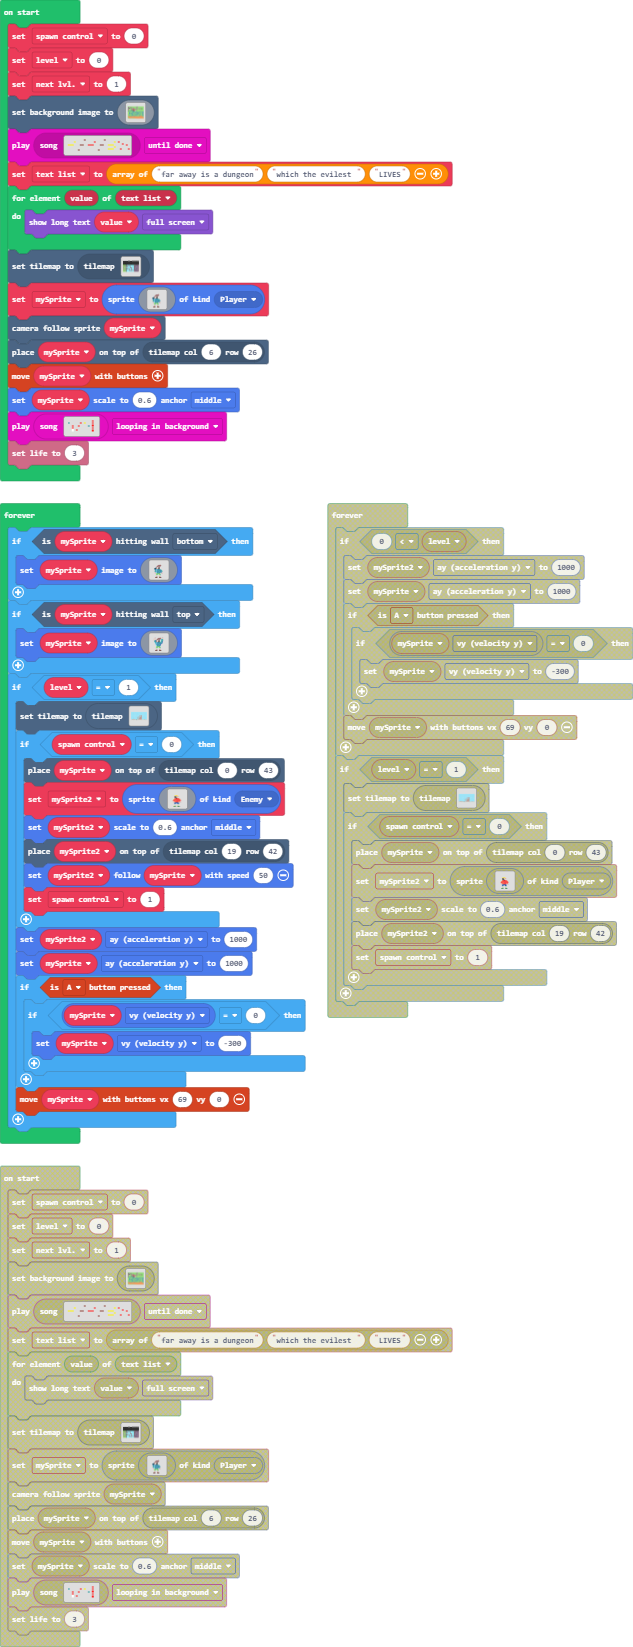 on start
set spawn control to 0
set level to 0
set next lvl. to 1
set background image to
play song until done
set text list to array of "far away is a dungeon" "which the evilest" "LIVES"
for element value of text list
do show long text value full screen
set tilemap to tilemap
set mySprite to sprite of kind Player
camera follow sprite mySprite
place mySprite on top of tilemap col 6 row 26
move mySprite with buttons
set mySprite scale to 0.6 anchor middle
play song looping in background
set life to 3
forever
if is mySprite hitting wall bottom then
set mySprite image to
if is mySprite hitting wall top then
set mySprite image to
if level = 1 then
set tilemap to tilemap
if spawn control = 0 then
place mySprite on top of tilemap col 0 row 43
set mySprite2 to sprite of kind Enemy
set mySprite2 scale to 0.6 anchor middle
place mySprite2 on top of tilemap col 19 row 42
set mySprite2 follow mySprite with speed 50
set spawn control to 1
set mySprite2 ay (acceleration y) to 1000
set mySprite ay (acceleration y) to 1000
if is A button pressed then
if mySprite vy (velocity y) = 0 then
set mySprite vy (velocity y) to -300
move mySprite with buttons vx 69 vy 0
forever
if 0 < level then
set mySprite2 ay (acceleration y) to 1000
set mySprite ay (acceleration y) to 1000
if is A button pressed then
if mySprite vy (velocity y) = 0 then
set mySprite vy (velocity y) to -300
move mySprite with buttons vx 69 vy 0
if level = 1 then
set tilemap to tilemap
if spawn control = 0 then
place mySprite on top of tilemap col 0 row 43
set mySprite2 to sprite of kind Player
set mySprite2 scale to 0.6 anchor middle
place mySprite2 on top of tilemap col 19 row 42
set spawn control to 1
on start
set spawn control to 0
set level to 0
set next lvl. to 1
set background image to
play song until done
set text list to array of "far away is a dungeon" "which the evilest" "LIVES"
for element value of text list
do show long text value full screen
set tilemap to tilemap
set mySprite to sprite of kind Player
camera follow sprite mySprite
place mySprite on top of tilemap col 6 row 26
move mySprite with buttons
set mySprite scale to 0.6 anchor middle
play song looping in background
set life to 3